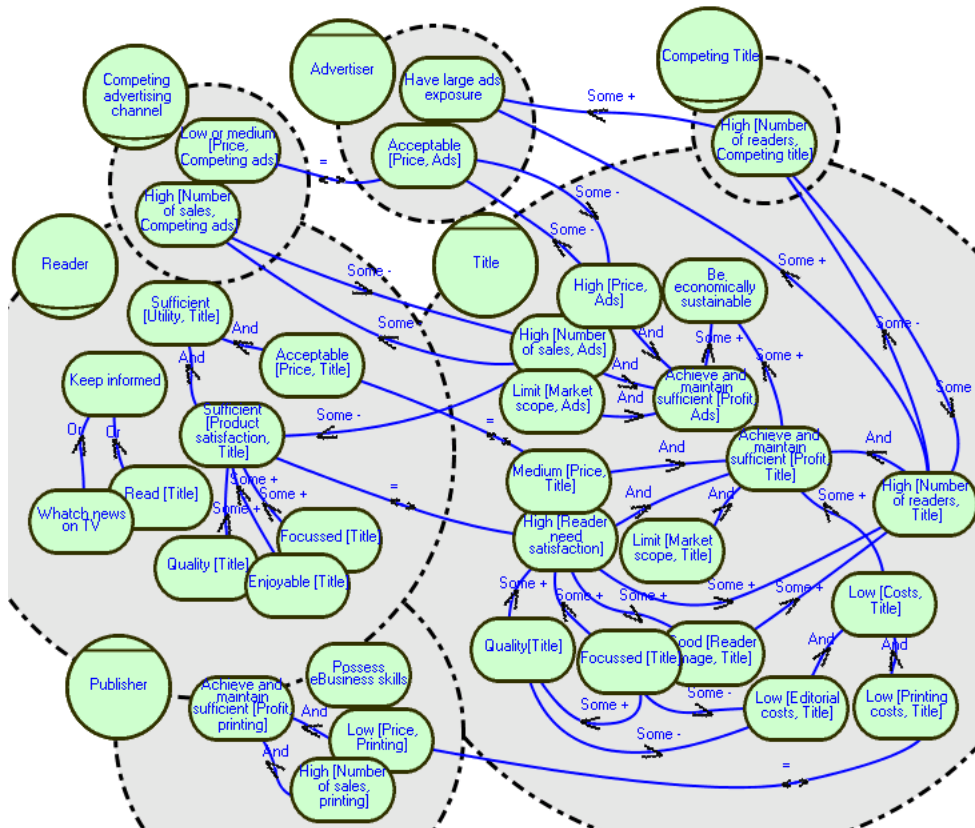 Competing
advertising
channel
Advertiser
Competing Title
Have large ads
exposure
Some +
High [Number
of readers,
Competing title]
Low or medium
[Price,
Competing ads]
=
Acceptable
[Price, Ads]
High [Number
of sales,
Competing ads]
Some -
Some -
Reader
Title
Some -
Some +
Be
economically
sustainable
High [Price,
Ads]
Sufficient
[Utility, Title]
And
Acceptable
[Price, Title]
Some
High [Number
of sales, Ads]
And
Some +
Some -
And
Keep informed
Limit [Market
scope, Ads]
And
And
Achieve and
maintain
sufficient [Profit,
Ads]
Some +
Some
Sufficient
[Product
satisfaction,
Title]
Some -
=
Or
Or
Read [Title]
Whatch news
on TV
Some +
Some +
Some +
Quality [Title]
Focussed [Title]
Enjoyable [Title]
=
Medium [Price,
Title]
And
Achieve and
maintain
sufficient [Profit,
Title]
And
High [Number
of readers,
Title]
High [Reader
need
satisfaction]
And
And
Limit [Market
scope, Title]
Some +
Some +
Some +
Some +
Some +
Some +
Low [Costs,
Title]
Quality[Title]
Focussed [Title]
Good [Reader
image, Title]
And
And
Some +
Some -
Some -
Low [Editorial
costs, Title]
Low [Printing
costs, Title]
Publisher
Possess
eBusiness skills
Achieve and
maintain
sufficient [Profit,
printing]
And
Low [Price,
Printing]
And
High [Number
of sales,
printing]
=